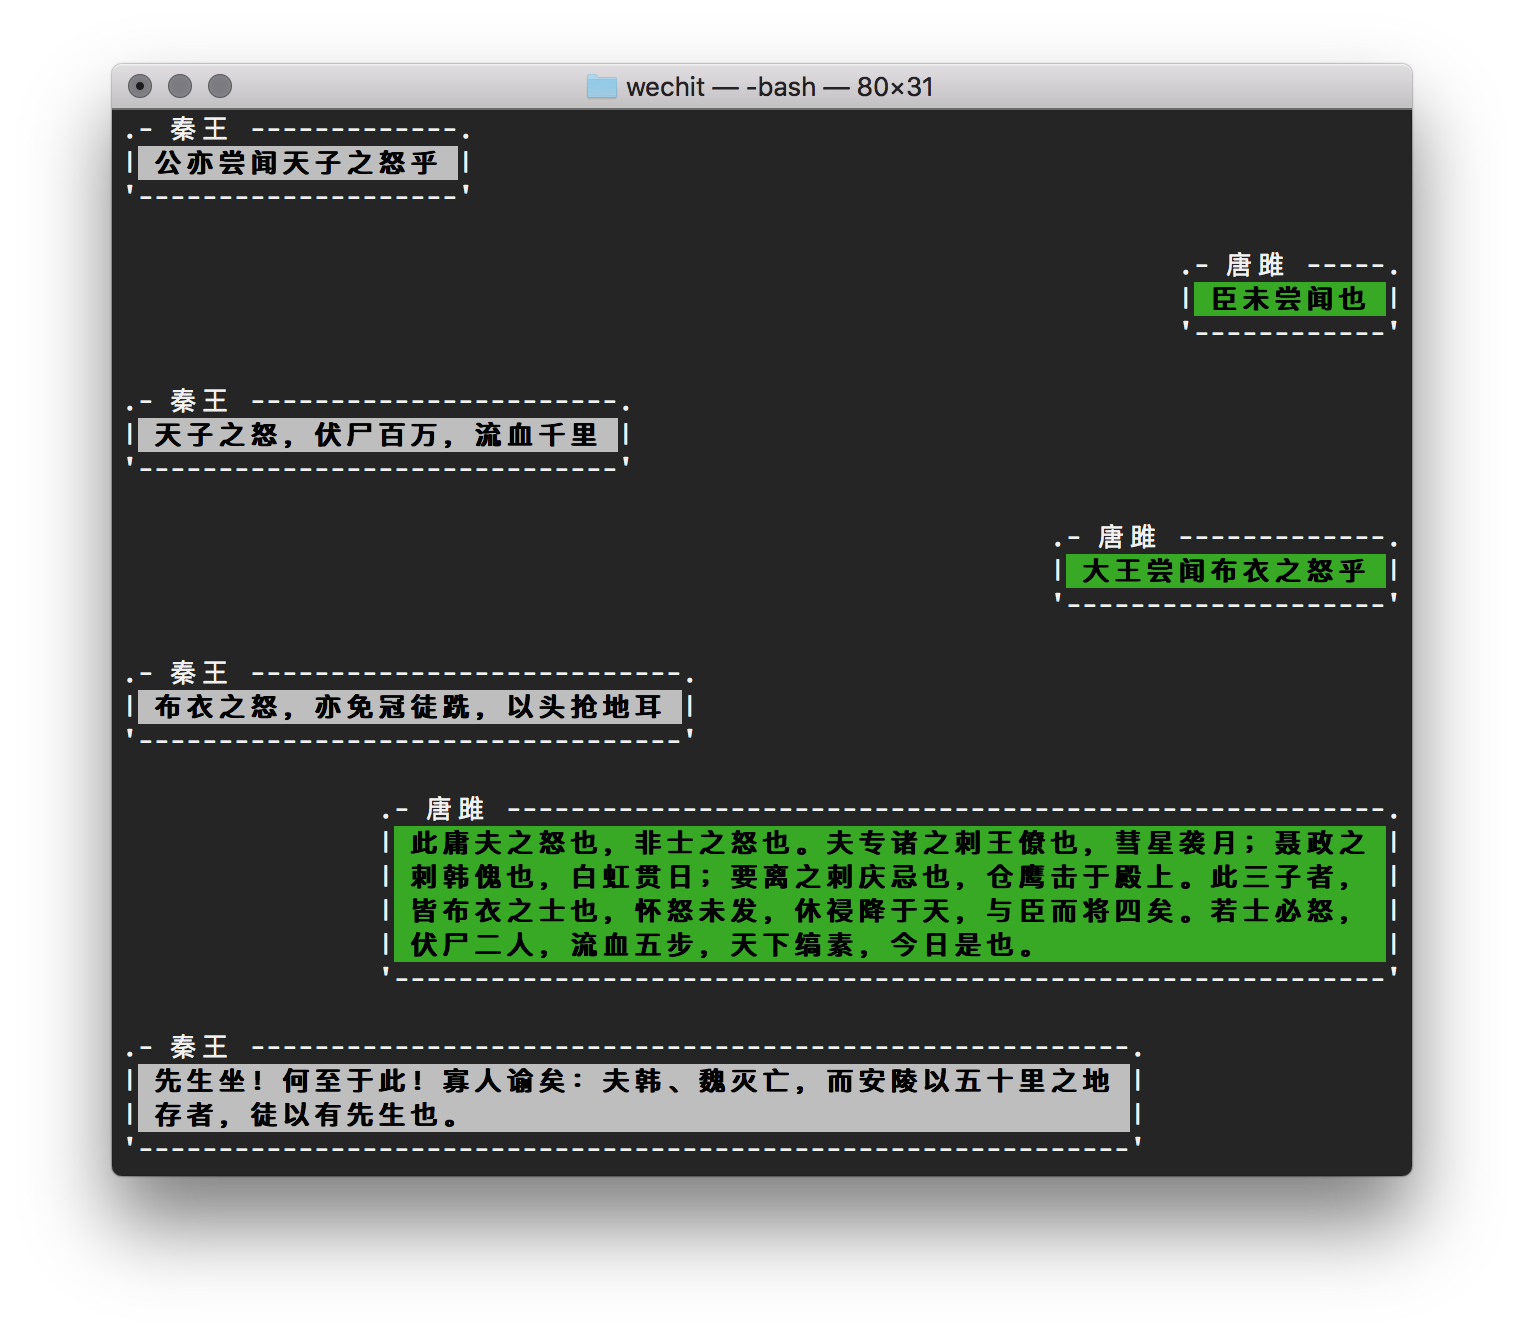 wechit — -bash — 80×31
.- 秦王 -------------.
| 公亦尝闻天子之怒乎 |
'--------------------'
.- 唐雎 -----.
| 臣未尝闻也 |
'------------'
.- 秦王 -----------------------.
| 天子之怒，伏尸百万，流血千里 |
'------------------------------'
.- 唐雎 -------------.
| 大王尝闻布衣之怒乎 |
'--------------------'
.- 秦王 ---------------------------.
| 布衣之怒，亦免冠徒跣，以头抢地耳 |
'----------------------------------'
.- 唐雎 -------------------------------------------------------.
| 此庸夫之怒也，非士之怒也。夫专诸之刺王僚也，彗星袭月；聂政之 |
| 刺韩傀也，白虹贯日；要离之刺庆忌也，仓鹰击于殿上。此三子者， |
| 皆布衣之士也，怀怒未发，休祲降于天，与臣而将四矣。若士必怒， |
| 伏尸二人，流血五步，天下缟素，今日是也。 |
'--------------------------------------------------------------'
.- 秦王 -------------------------------------------------------.
| 先生坐！何至于此！寡人谕矣：夫韩、魏灭亡，而安陵以五十里之地 |
| 存者，徒以有先生也。 |
'--------------------------------------------------------------'